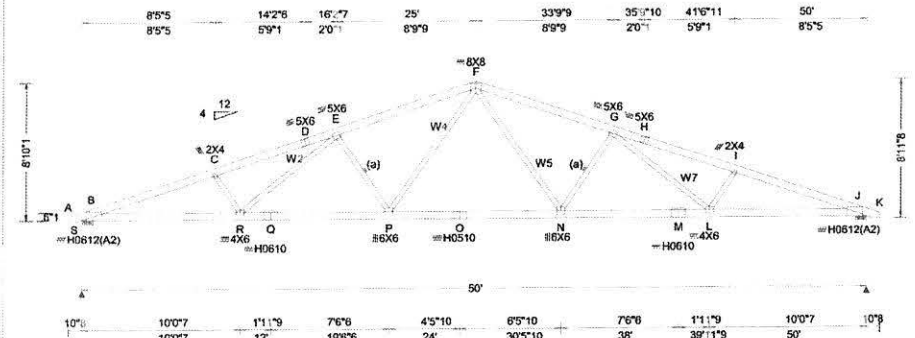 8'5"5 14'2"6 16'2"7 25' 33'9"9 35'9"10 41'6"11 50'
8'5"5 5'9"1 2'0"1 8'9"9 8'9"9 2'0"1 5'9"1 8'5"5
≡8X8
F
12
4
≡5X6
E
≡5X6
D
≡5X6
G
H
≡5X6
≡2X4
C
≡2X4
I
W2
(a)
W4
W5
(a)
W7
8'10"1
8'11"8
6"1
A B
J K
S
R Q P O N M L
≡H0612(A2)
≡4X6
≡H0610
≡6X6
≡H0510
≡6X6
≡H0610
≡4X6
≡H0612(A2)
50'
10"8 10'0"7 1'11"9 7'6"6 4'5"10 6'5"10 7'6"6 1'11"9 10'0"7 10"8
10'0"7 12' 19'6"6 24' 30'5"10 38' 39'11"9 50'